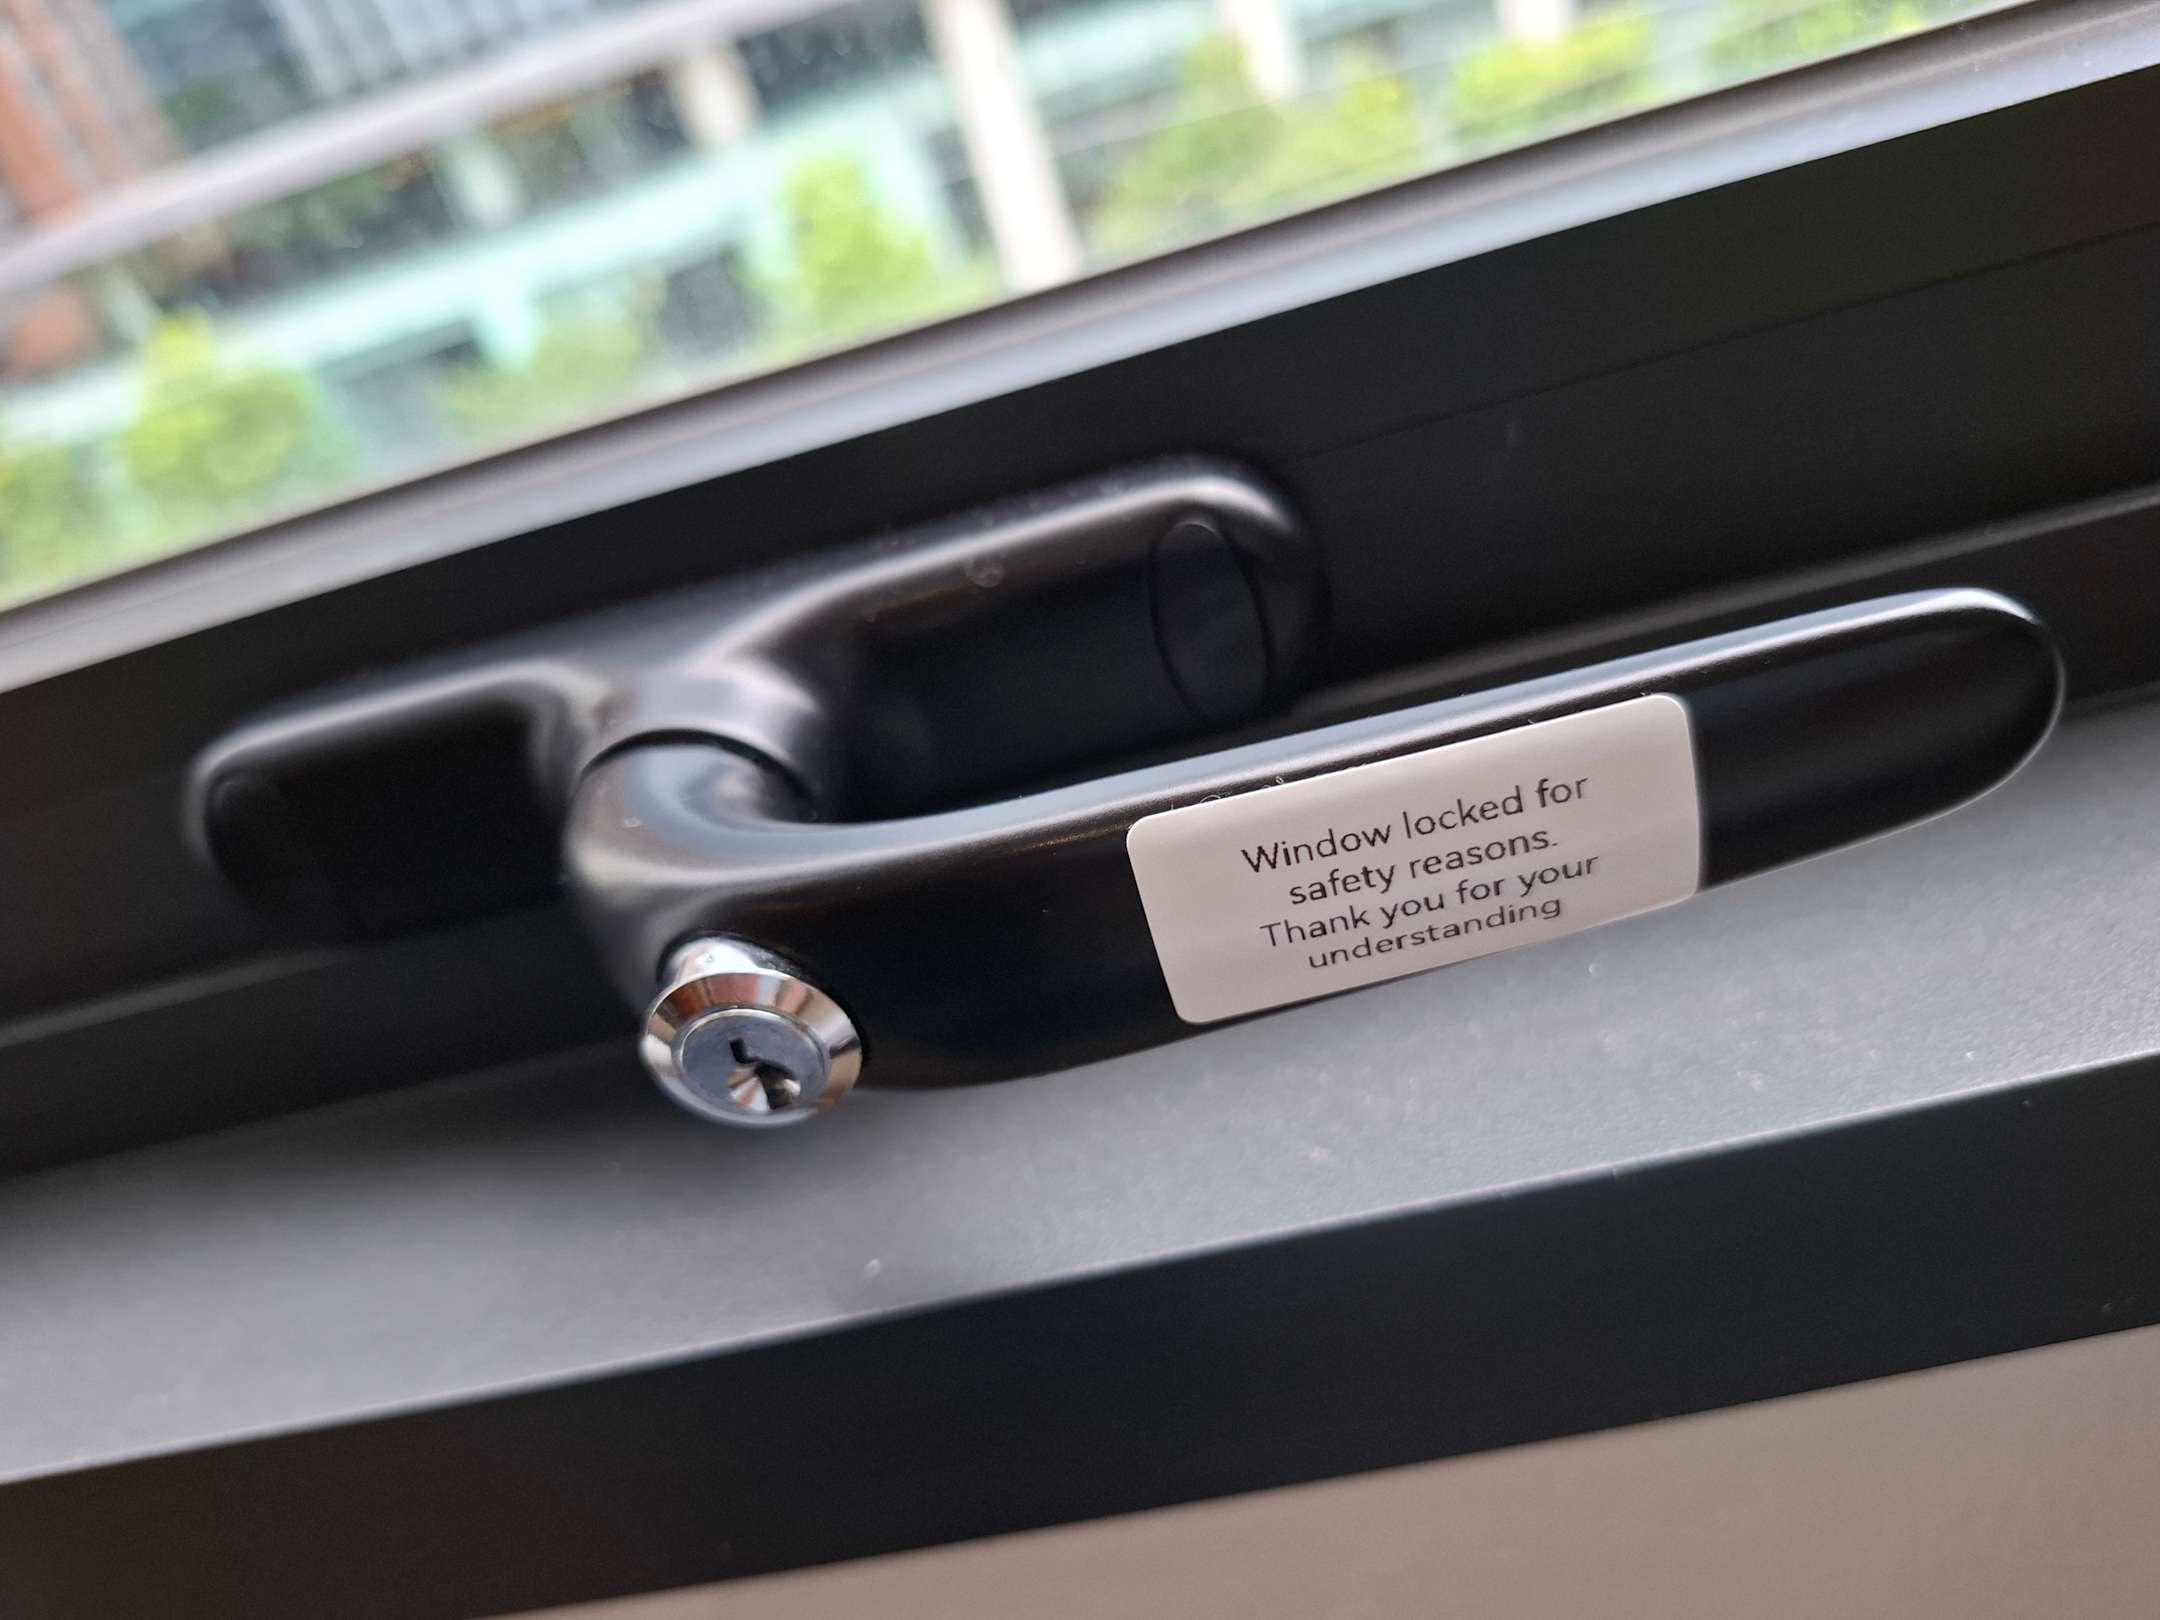 Window locked for
safety reasons.
Thank you for your
understanding